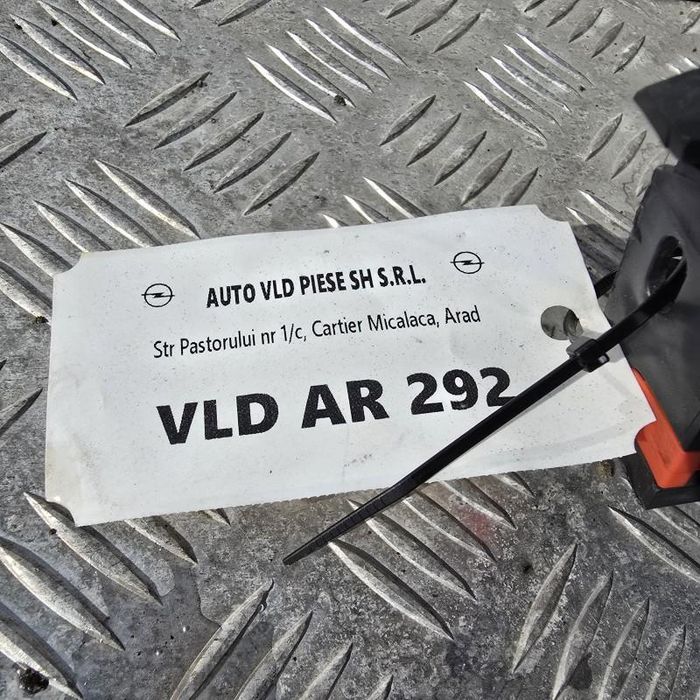 AUTO VLD PIESE SH S.R.L.
Str Pastorului nr 1/c, Cartier Micalaca, Arad
VLD AR 292